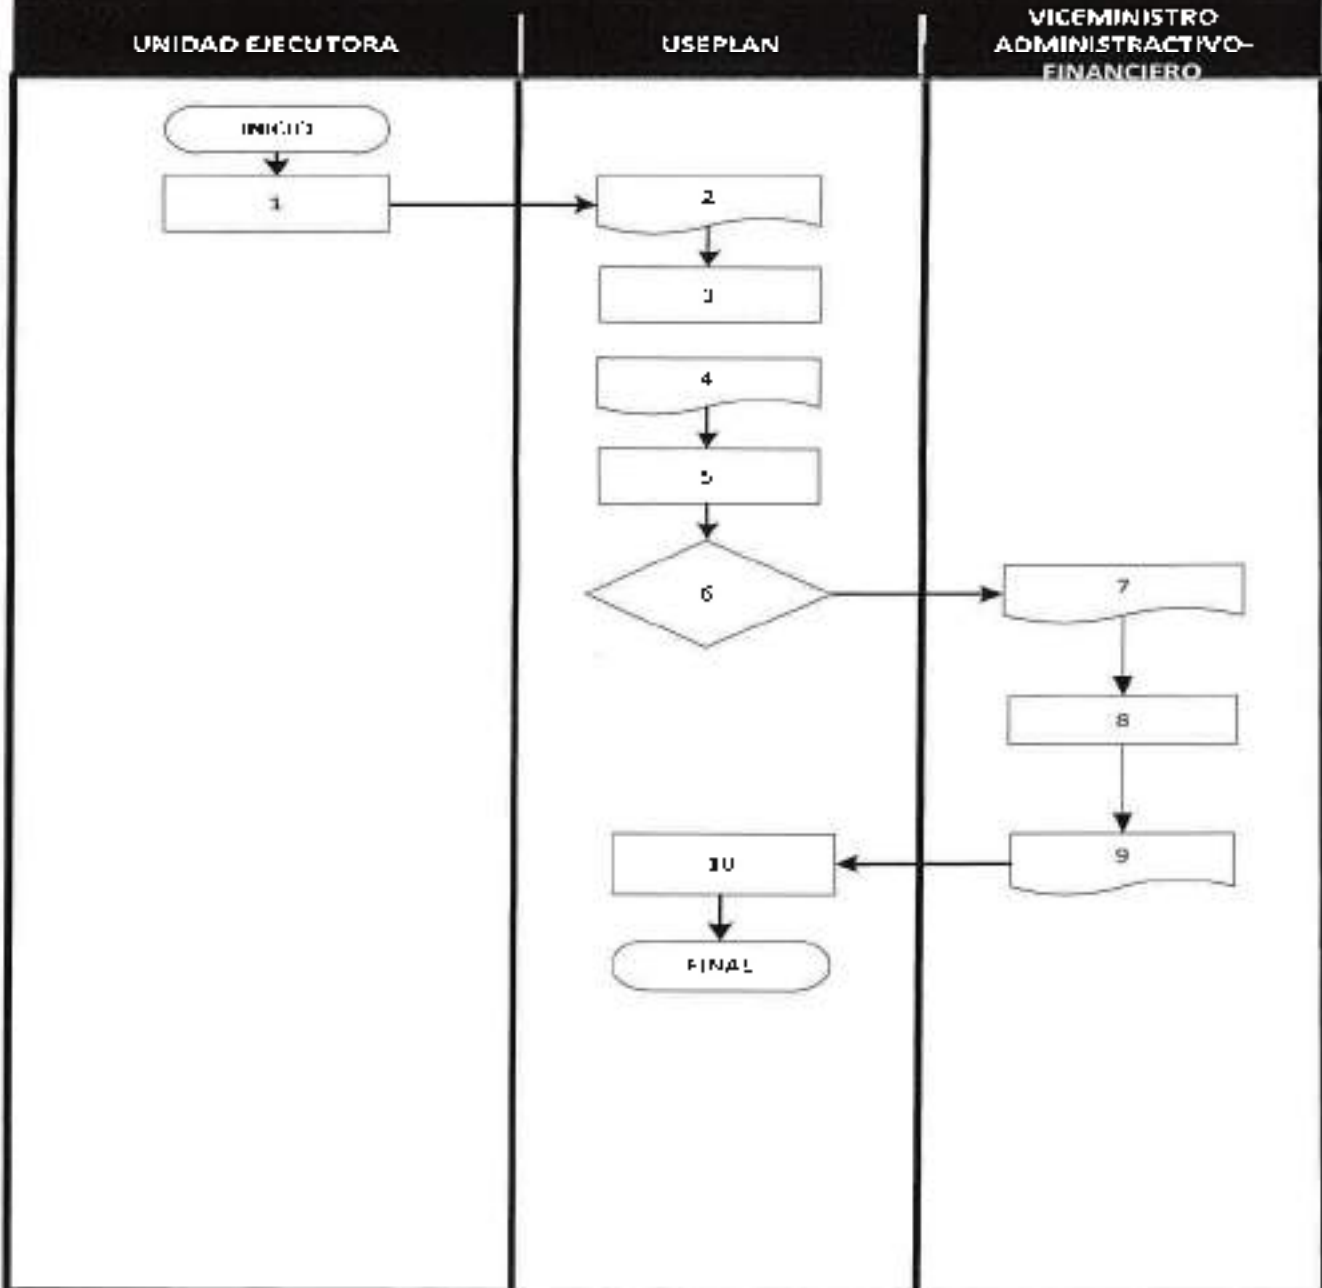 UNIDAD EJECUTORA
USEPLAN
VICEMINISTRO
ADMINISTRACTIVO-
FINANCIERO
INICIO
1
2
3
4
5
6
7
8
9
10
FINAL